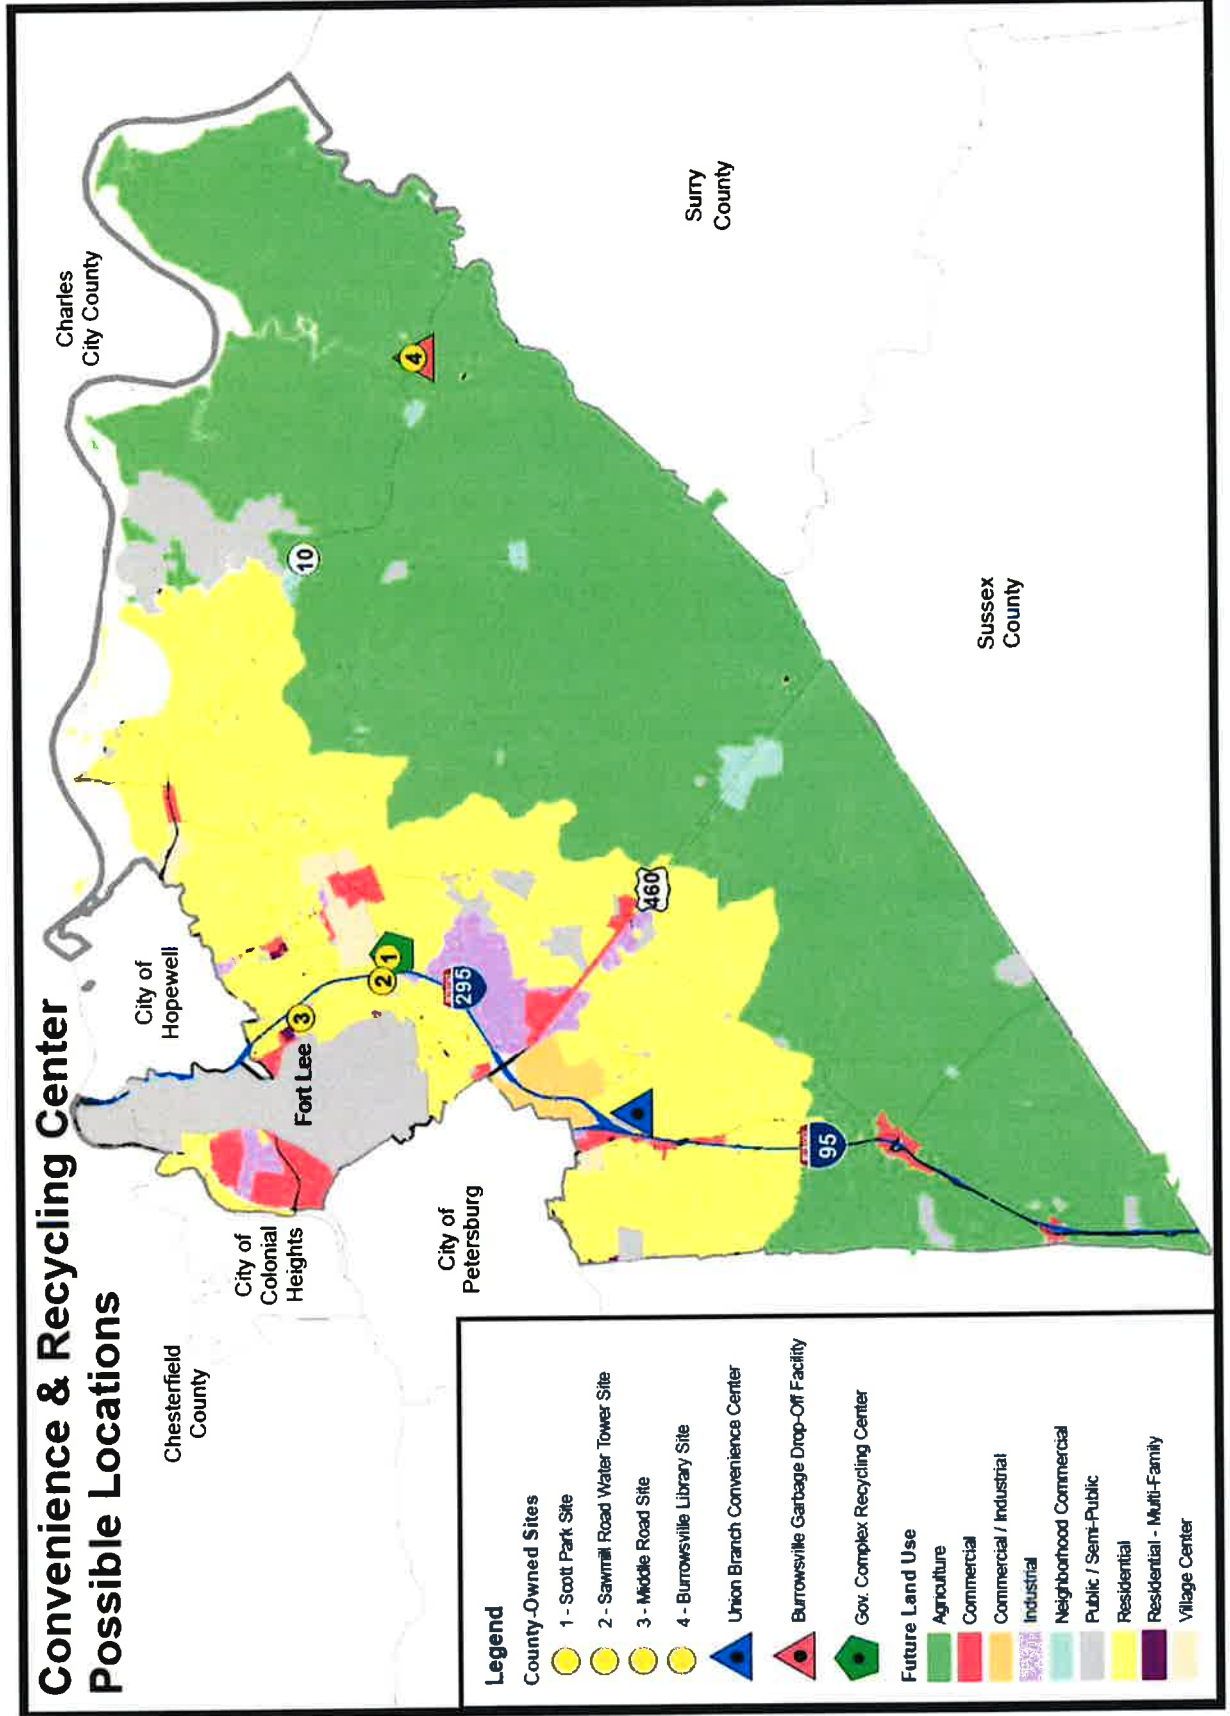 Convenience & Recycling Center
Possible Locations
Chesterfield
County
City of
Colonial
Heights
City of
Petersburg
City of
Hopewell
Fort Lee
Charles
City County
Surry
County
Sussex
County
3
2
1
4
10
295
460
95
Legend
County-Owned Sites
1 - Scott Park Site
2 - Sawmill Road Water Tower Site
3 - Middle Road Site
4 - Burrowsville Library Site
Union Branch Convenience Center
Burrowsville Garbage Drop-Off Facility
Gov. Complex Recycling Center
Future Land Use
Agriculture
Commercial
Commercial / Industrial
Industrial
Neighborhood Commercial
Public / Semi-Public
Residential
Residential - Multi-Family
Village Center